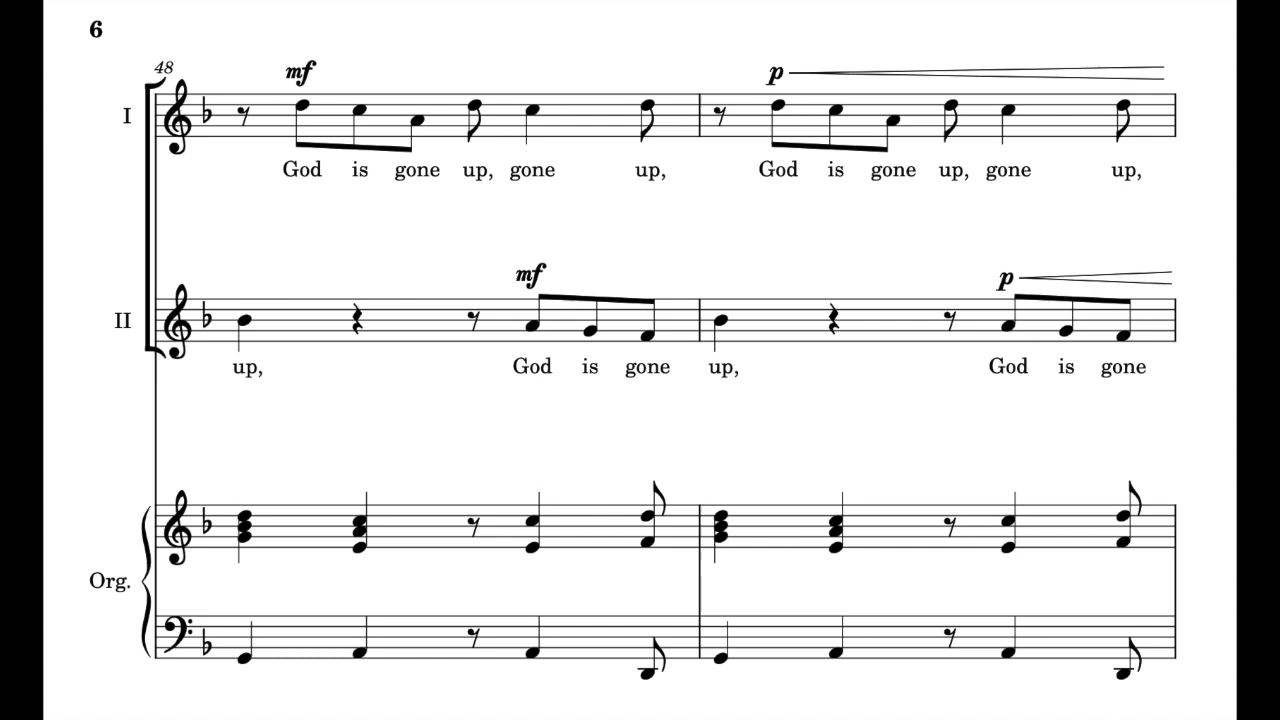 6
48
mf p
I
God is gone up, gone up, God is gone up, gone up,
mf p
II
up, God is gone up, God is gone
Org.